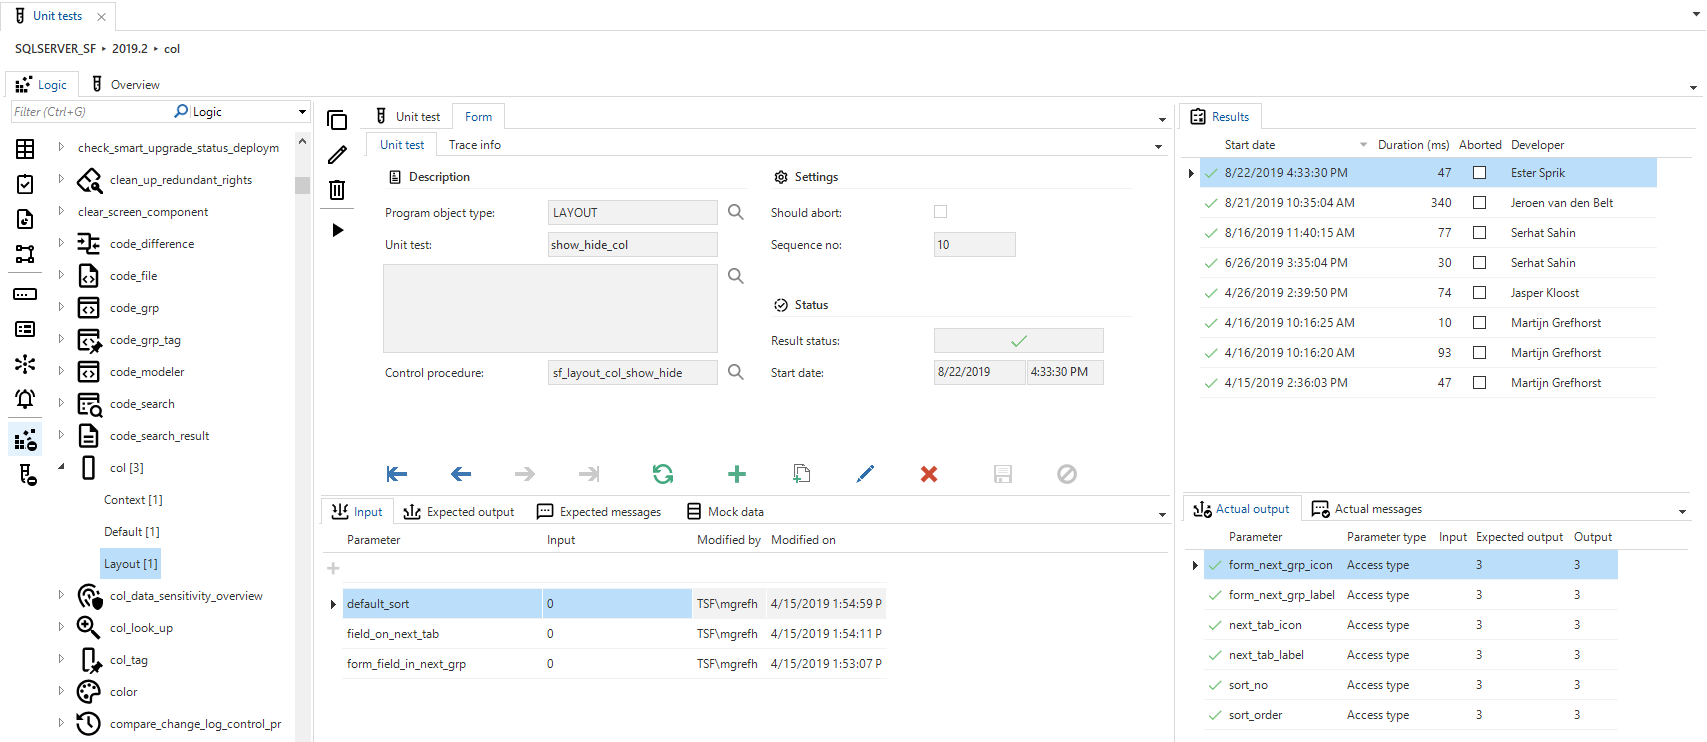 Unit tests
SQLSERVER_SF ▸ 2019.2 ▸ col
Logic
Overview
Filter (Ctrl+G)
Logic
check_smart_upgrade_status_deploym
clean_up_redundant_rights
clear_screen_component
code_difference
code_file
code_grp
code_grp_tag
code_modeler
code_search
code_search_result
col [3]
Context [1]
Default [1]
Layout [1]
col_data_sensitivity_overview
col_look_up
col_tag
color
compare_change_log_control_pr
Unit test
Form
Unit test
Trace info
Description
Program object type:
LAYOUT
Unit test:
show_hide_col
Control procedure:
sf_layout_col_show_hide
Settings
Should abort:
Sequence no:
10
Status
Result status:
Start date:
8/22/2019
4:33:30 PM
Input
Expected output
Expected messages
Mock data
Parameter Input Modified by Modified on
default_sort 0 TSF\mgrefh 4/15/2019 1:54:59 P
field_on_next_tab 0 TSF\mgrefh 4/15/2019 1:54:11 P
form_field_in_next_grp 0 TSF\mgrefh 4/15/2019 1:53:07 P
Results
Start date Duration (ms) Aborted Developer
8/22/2019 4:33:30 PM 47 Ester Sprik
8/21/2019 10:35:04 AM 340 Jeroen van den Belt
8/16/2019 11:40:15 AM 77 Serhat Sahin
6/26/2019 3:35:04 PM 30 Serhat Sahin
4/26/2019 2:39:50 PM 74 Jasper Kloost
4/16/2019 10:16:25 AM 10 Martijn Grefhorst
4/16/2019 10:16:20 AM 93 Martijn Grefhorst
4/15/2019 2:36:03 PM 47 Martijn Grefhorst
Actual output
Actual messages
Parameter Parameter type Input Expected output Output
form_next_grp_icon Access type 3 3
form_next_grp_label Access type 3 3
next_tab_icon Access type 3 3
next_tab_label Access type 3 3
sort_no Access type 3 3
sort_order Access type 3 3